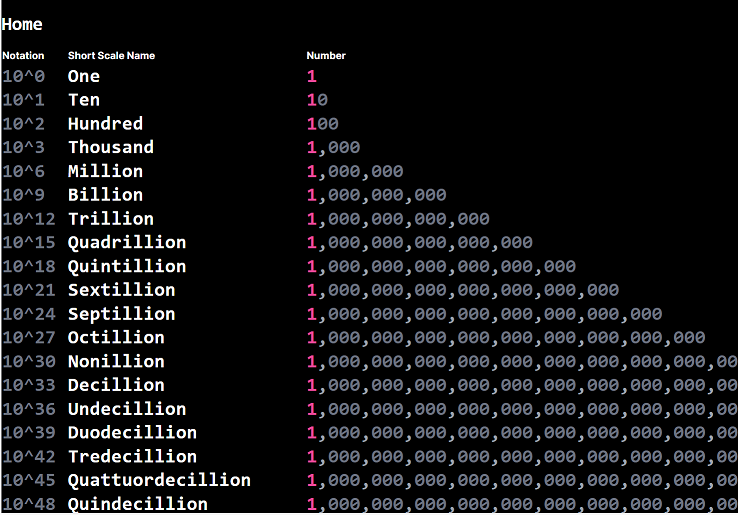 Home
Notation Short Scale Name Number
10^0 One 1
10^1 Ten 10
10^2 Hundred 100
10^3 Thousand 1,000
10^6 Million 1,000,000
10^9 Billion 1,000,000,000
10^12 Trillion 1,000,000,000,000
10^15 Quadrillion 1,000,000,000,000,000
10^18 Quintillion 1,000,000,000,000,000,000
10^21 Sextillion 1,000,000,000,000,000,000,000
10^24 Septillion 1,000,000,000,000,000,000,000,000
10^27 Octillion 1,000,000,000,000,000,000,000,000,000
10^30 Nonillion 1,000,000,000,000,000,000,000,000,000,00
10^33 Decillion 1,000,000,000,000,000,000,000,000,000,00
10^36 Undecillion 1,000,000,000,000,000,000,000,000,000,00
10^39 Duodecillion 1,000,000,000,000,000,000,000,000,000,00
10^42 Tredecillion 1,000,000,000,000,000,000,000,000,000,00
10^45 Quattuordecillion 1,000,000,000,000,000,000,000,000,000,00
10^48 Quindecillion 1,000,000,000,000,000,000,000,000,000,00